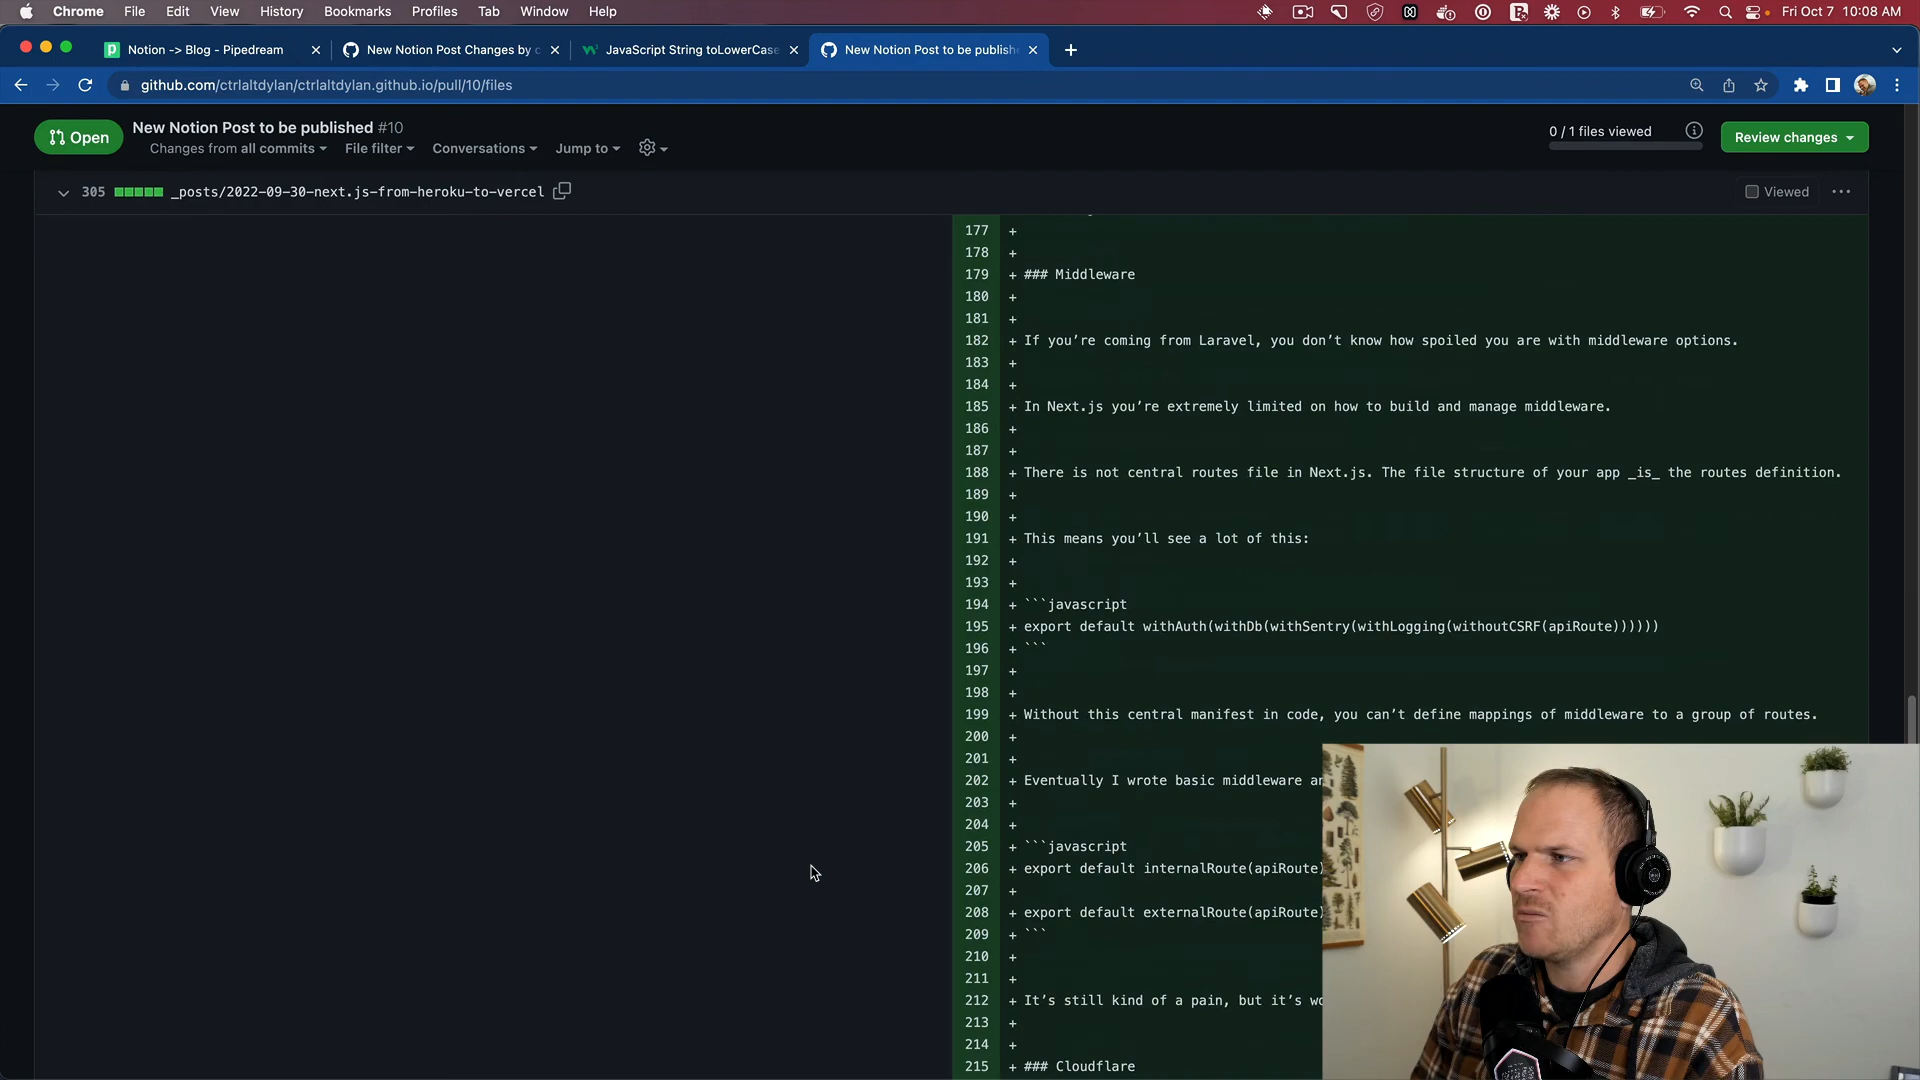 Chrome File Edit View History Bookmarks Profiles Tab Window Help
Fri Oct 7 10:08 AM
Notion -> Blog - Pipedream
New Notion Post Changes by c
JavaScript String toLowerCase
New Notion Post to be publish
github.com/ctrlaltdylan/ctrlaltdylan.github.io/pull/10/files
Open
New Notion Post to be published #10
Changes from all commits File filter Conversations Jump to
0 / 1 files viewed
Review changes
305 _posts/2022-09-30-next.js-from-heroku-to-vercel
Viewed
177 +
178 +
179 + ### Middleware
180 +
181 +
182 + If you’re coming from Laravel, you don’t know how spoiled you are with middleware options.
183 +
184 +
185 + In Next.js you’re extremely limited on how to build and manage middleware.
186 +
187 +
188 + There is not central routes file in Next.js. The file structure of your app _is_ the routes definition.
189 +
190 +
191 + This means you’ll see a lot of this:
192 +
193 +
194 + ```javascript
195 + export default withAuth(withDb(withSentry(withLogging(withoutCSRF(apiRoute))))))
196 + ```
197 +
198 +
199 + Without this central manifest in code, you can’t define mappings of middleware to a group of routes.
200 +
201 +
202 + Eventually I wrote basic middleware
203 +
204 +
205 + ```javascript
206 + export default internalRoute(apiRoute)
207 +
208 + export default externalRoute(apiRoute)
209 + ```
210 +
211 +
212 + It’s still kind of a pain, but it’s
213 +
214 +
215 + ### Cloudflare